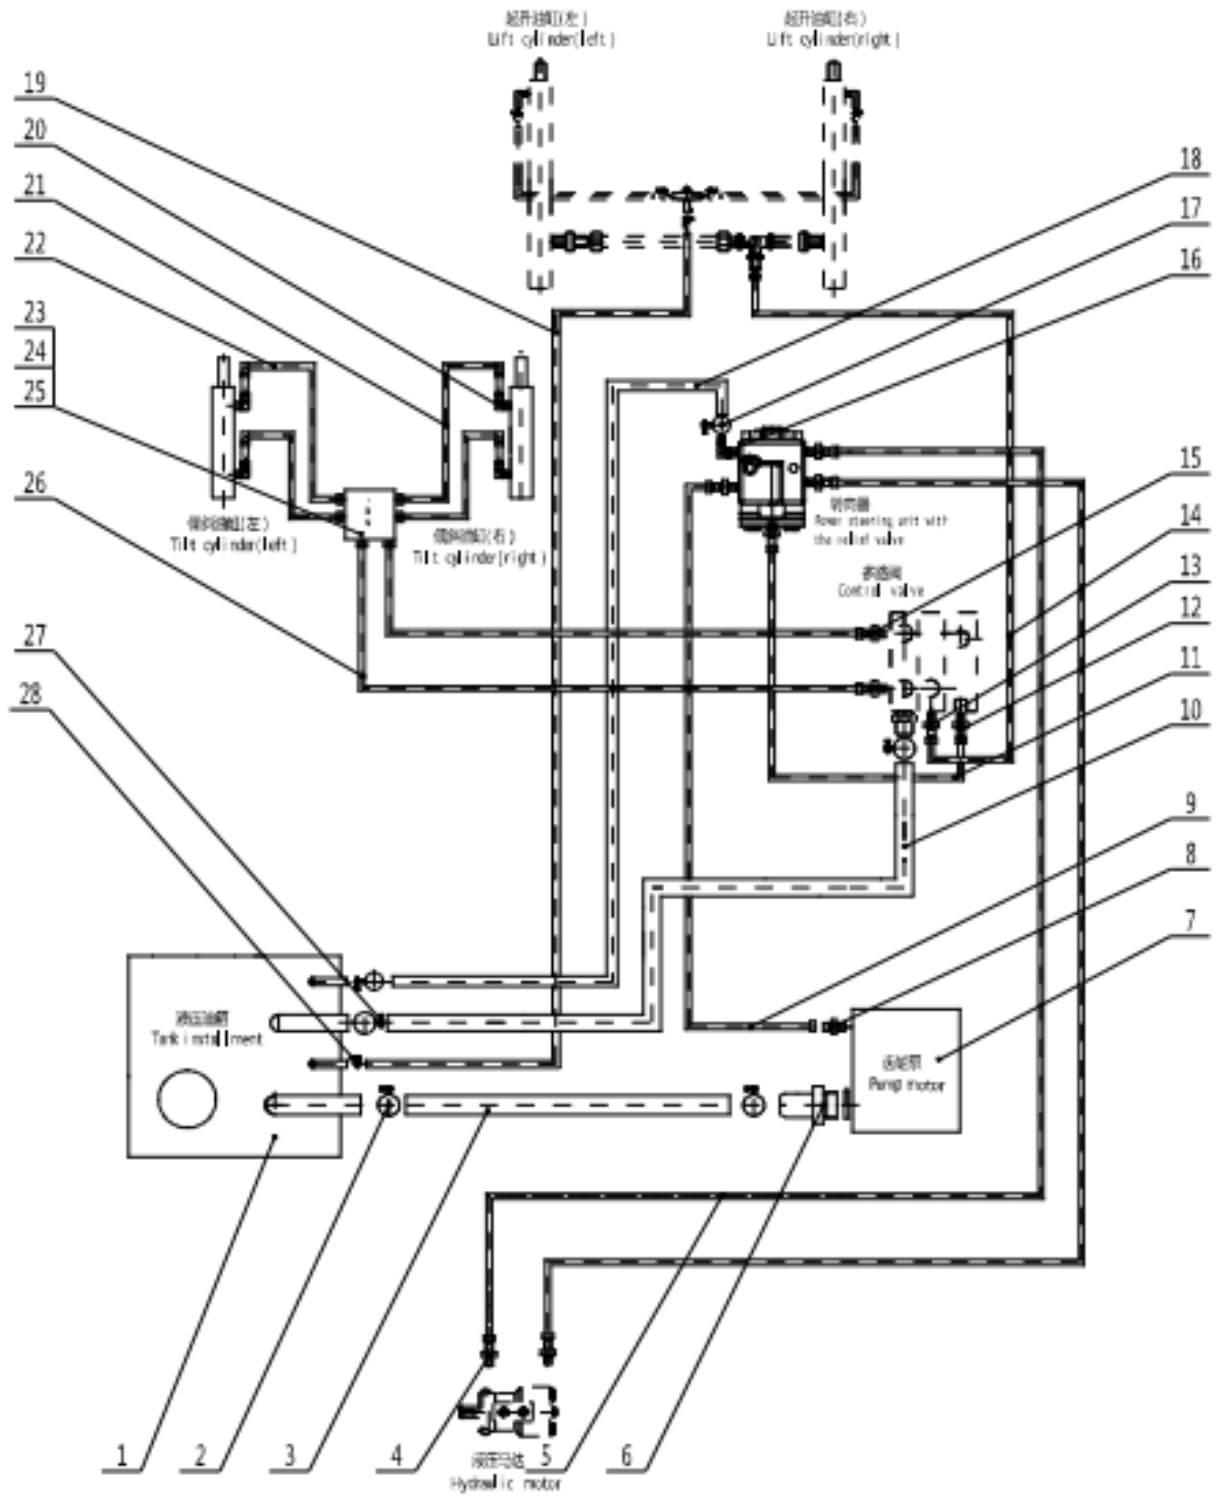 起升油缸(左)
Lift cylinder(left)
起升油缸(右)
Lift cylinder(right)
19
20
21
22
23
24
25
26
27
28
18
17
16
15
14
13
12
11
10
9
8
7
倾斜油缸(左)
Tilt cylinder(left)
倾斜油缸(右)
Tilt cylinder(right)
转向器
Power steering unit with
the relief valve
多路阀
Control valve
液压油箱
Tank installment
齿轮泵
Pump motor
液压马达
Hydraulic motor
1
2
3
4
5
6